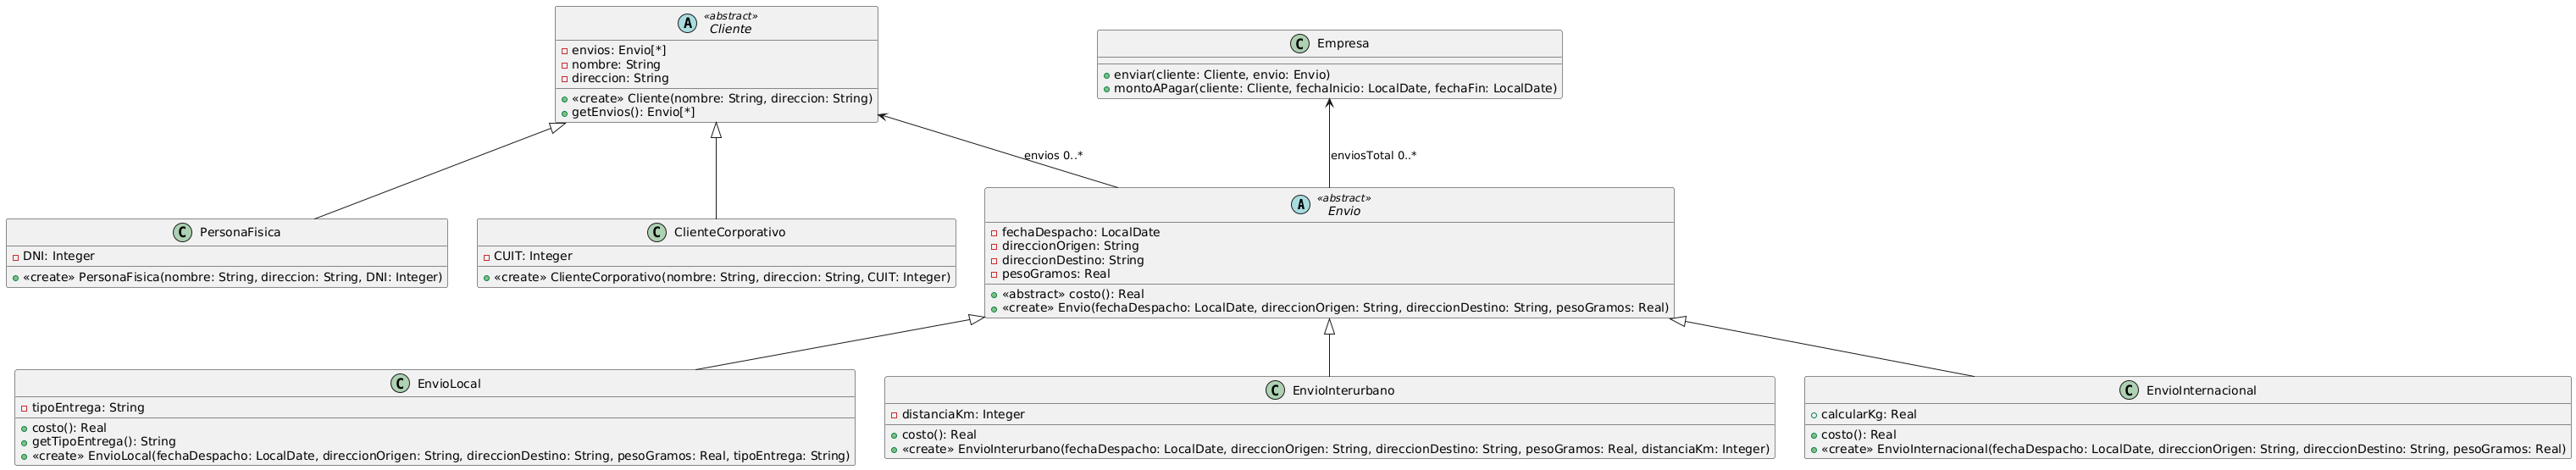 A «abstract»
Cliente
envios: Envio[*]
nombre: String
direccion: String
«create» Cliente(nombre: String, direccion: String)
getEnvios(): Envio[*]
C Empresa
enviar(cliente: Cliente, envio: Envio)
montoAPagar(cliente: Cliente, fechaInicio: LocalDate, fechaFin: LocalDate)
envios 0..*
enviosTotal 0..*
C PersonaFisica
DNI: Integer
«create» PersonaFisica(nombre: String, direccion: String, DNI: Integer)
C ClienteCorporativo
CUIT: Integer
«create» ClienteCorporativo(nombre: String, direccion: String, CUIT: Integer)
A «abstract»
Envio
fechaDespacho: LocalDate
direccionOrigen: String
direccionDestino: String
pesoGramos: Real
«abstract» costo(): Real
«create» Envio(fechaDespacho: LocalDate, direccionOrigen: String, direccionDestino: String, pesoGramos: Real)
C EnvioLocal
tipoEntrega: String
costo(): Real
getTipoEntrega(): String
«create» EnvioLocal(fechaDespacho: LocalDate, direccionOrigen: String, direccionDestino: String, pesoGramos: Real, tipoEntrega: String)
C EnvioInterurbano
distanciaKm: Integer
costo(): Real
«create» EnvioInterurbano(fechaDespacho: LocalDate, direccionOrigen: String, direccionDestino: String, pesoGramos: Real, distanciaKm: Integer)
C EnvioInternacional
calcularKg: Real
costo(): Real
«create» EnvioInternacional(fechaDespacho: LocalDate, direccionOrigen: String, direccionDestino: String, pesoGramos: Real)